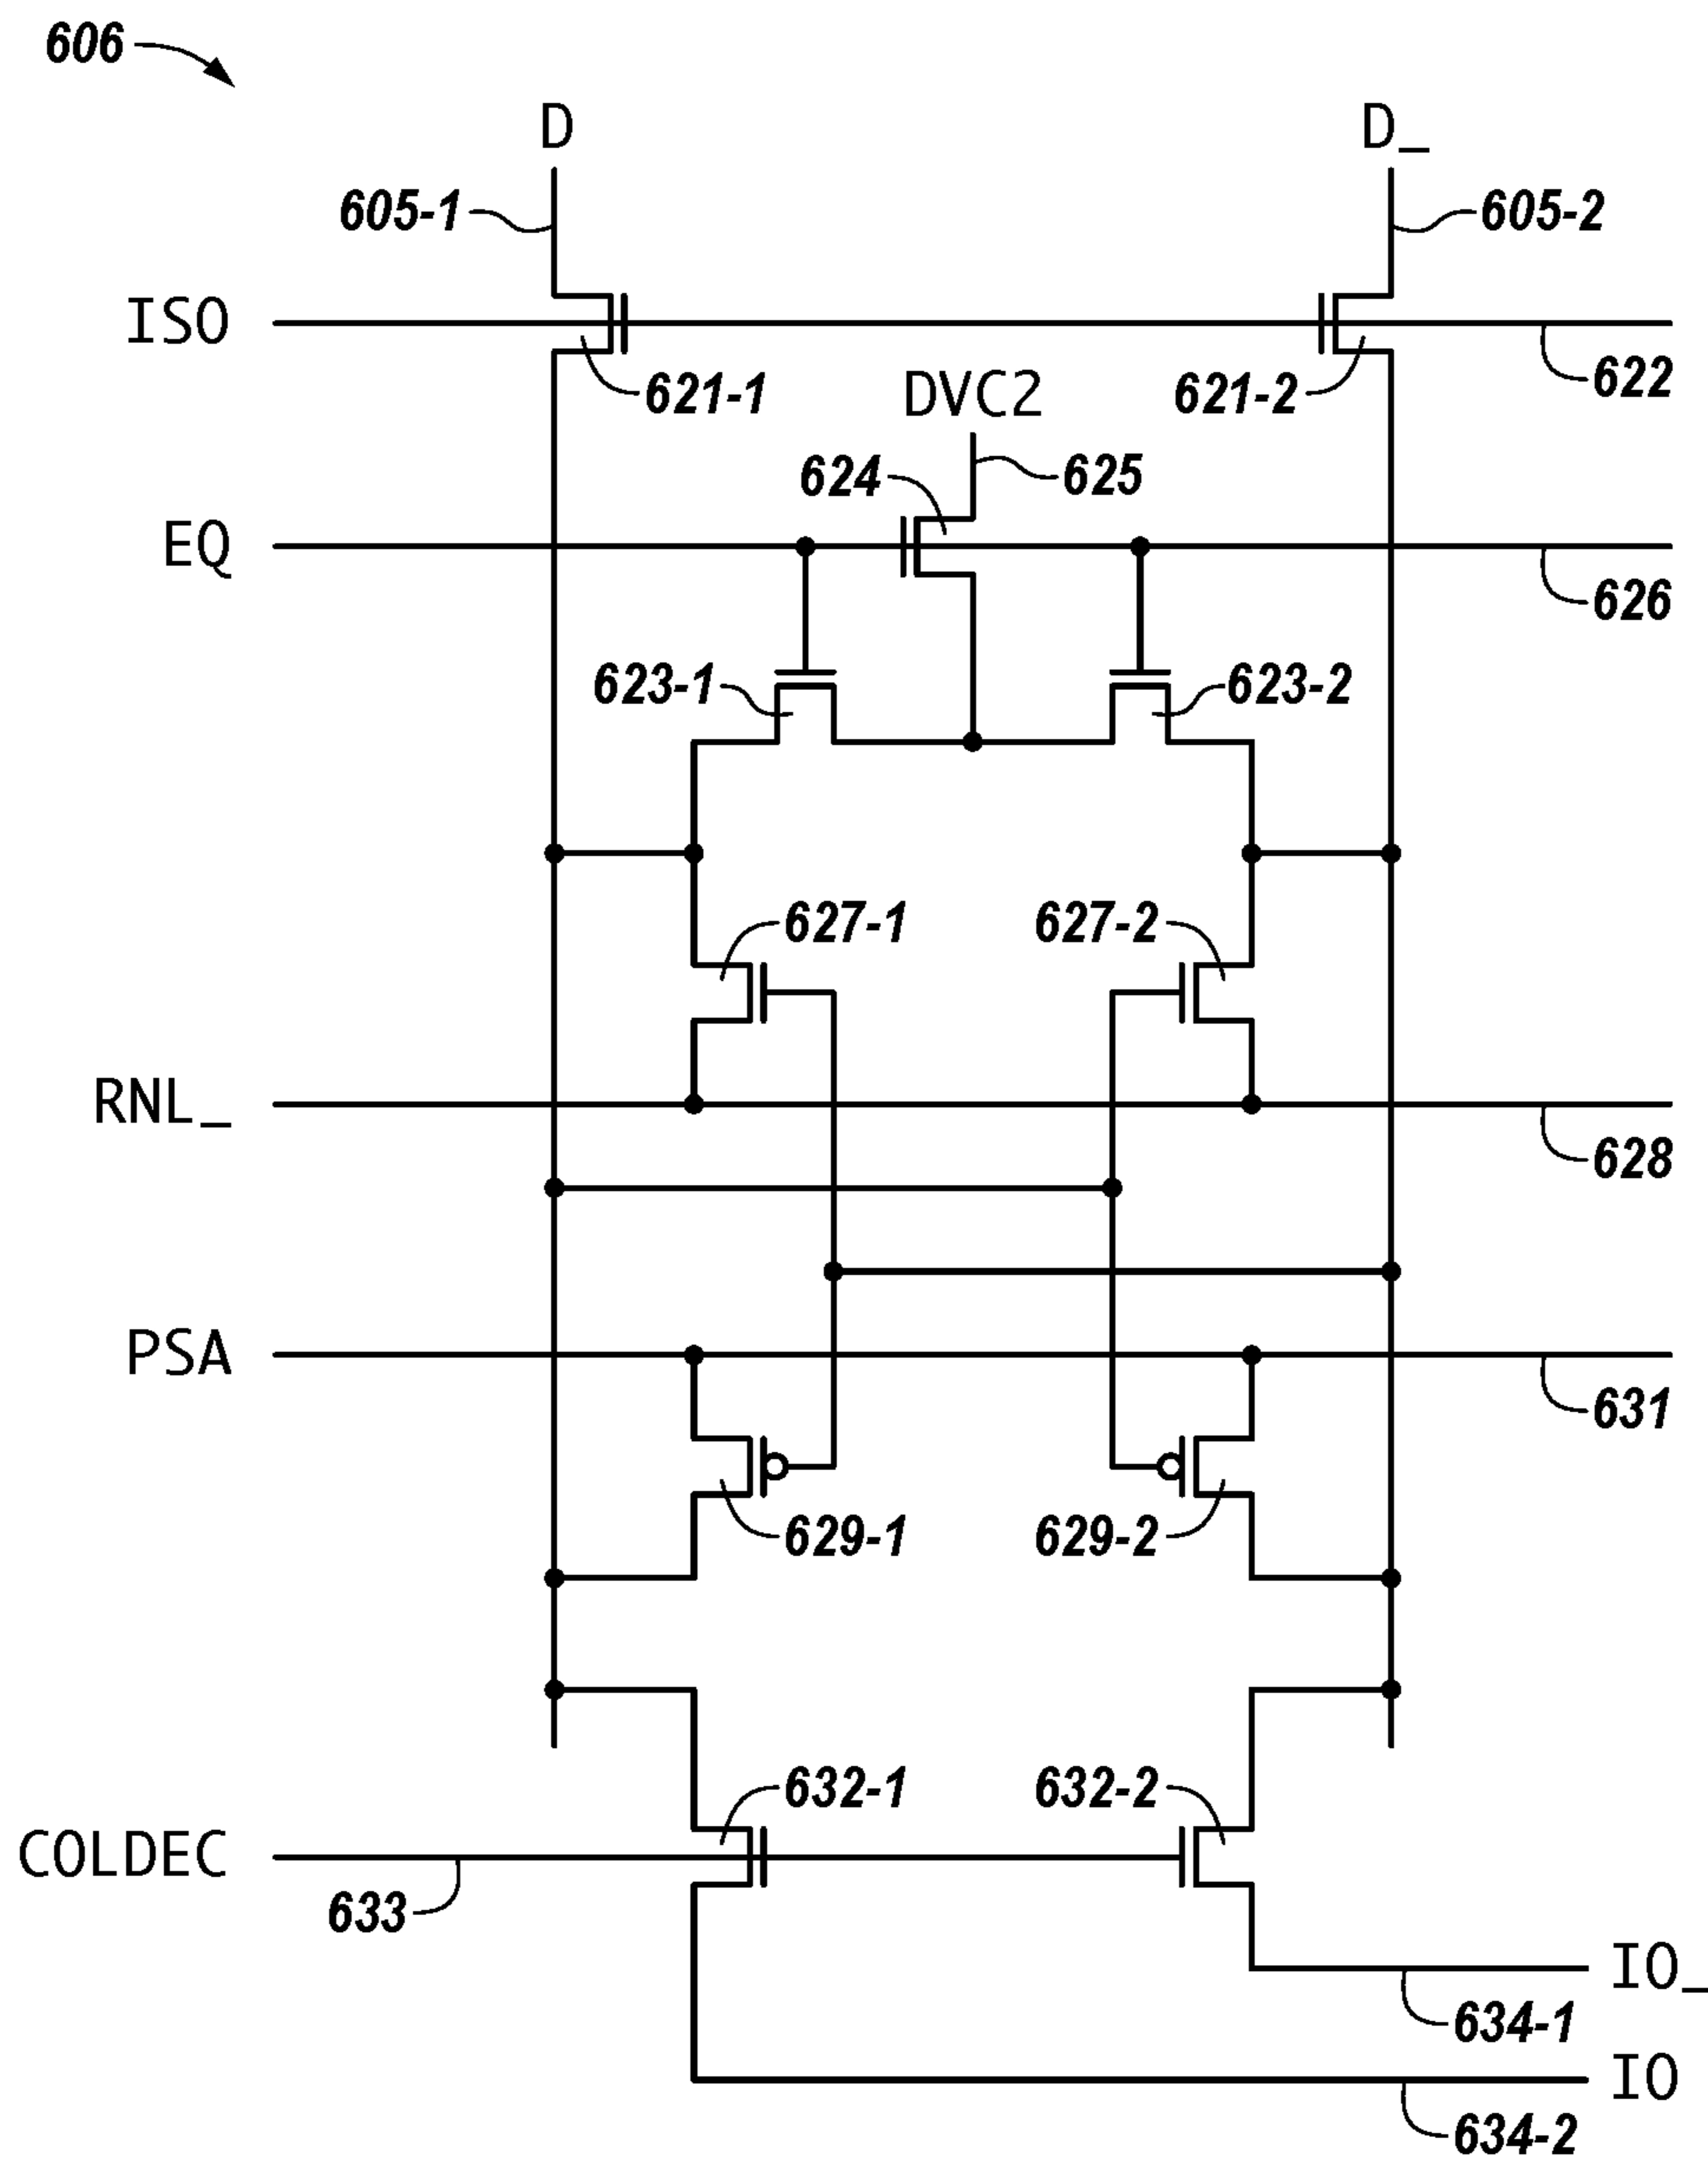 606
D D_
605-1 605-2
ISO
621-1 621-2 622
DVC2
624 625
EQ
626
623-1 623-2
627-1 627-2
RNL_
628
PSA
631
629-1 629-2
632-1 632-2
COLDEC
633
IO_
634-1
IO
634-2